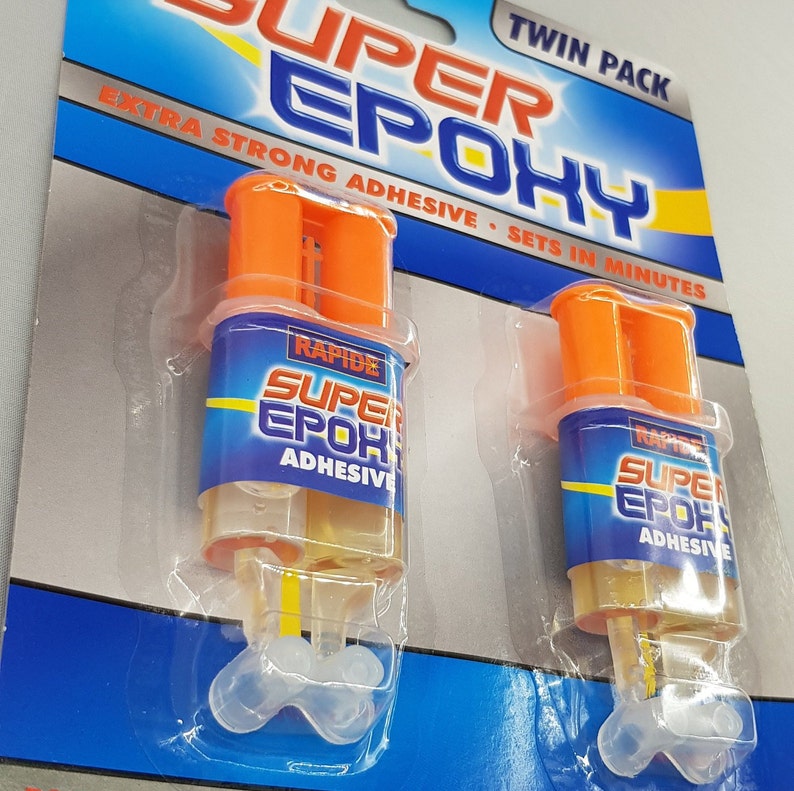 TWIN PACK
SUPER
EPOXY
EXTRA STRONG ADHESIVE • SETS IN MINUTES
RAPIDE
SUPER
EPOXY
ADHESIVE
RAPIDE
SUPER
EPOXY
ADHESIVE